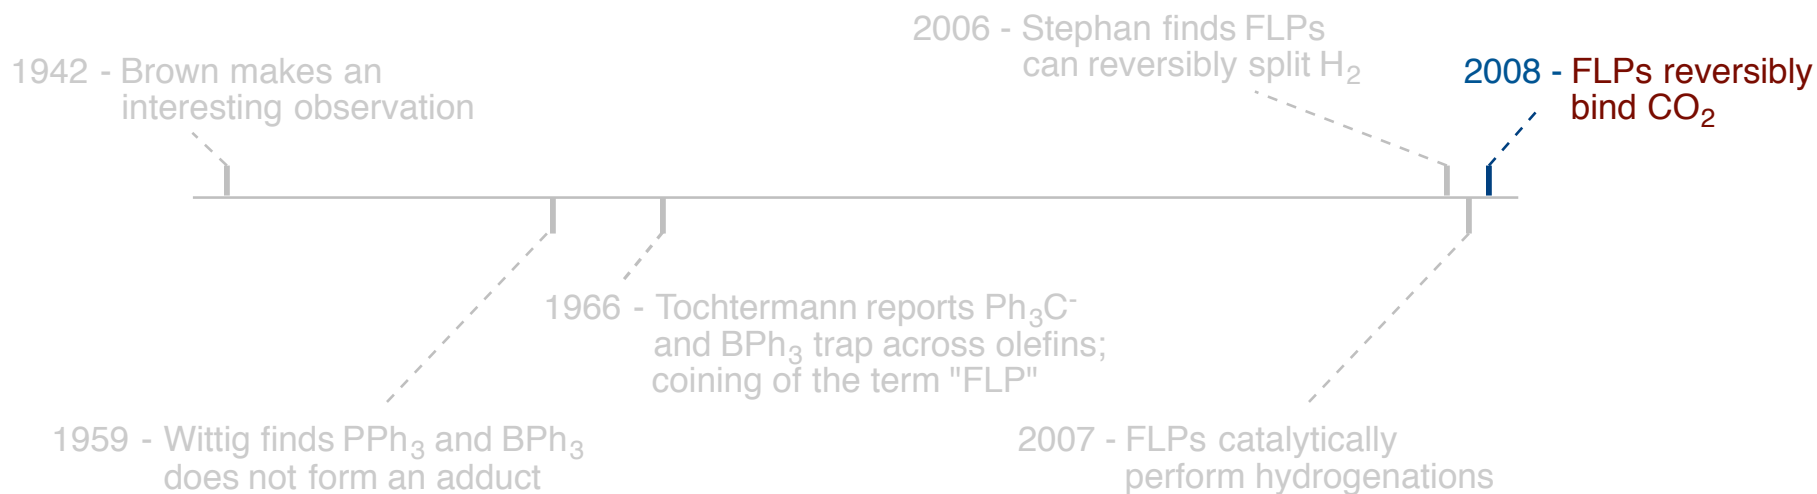 2006 - Stephan finds FLPs
can reversibly split H₂
1942 - Brown makes an
interesting observation
2008 - FLPs reversibly
bind CO₂
1966 - Tochtermann reports Ph₃C⁻
and BPh₃ trap across olefins;
coining of the term "FLP"
1959 - Wittig finds PPh₃ and BPh₃
does not form an adduct
2007 - FLPs catalytically
perform hydrogenations